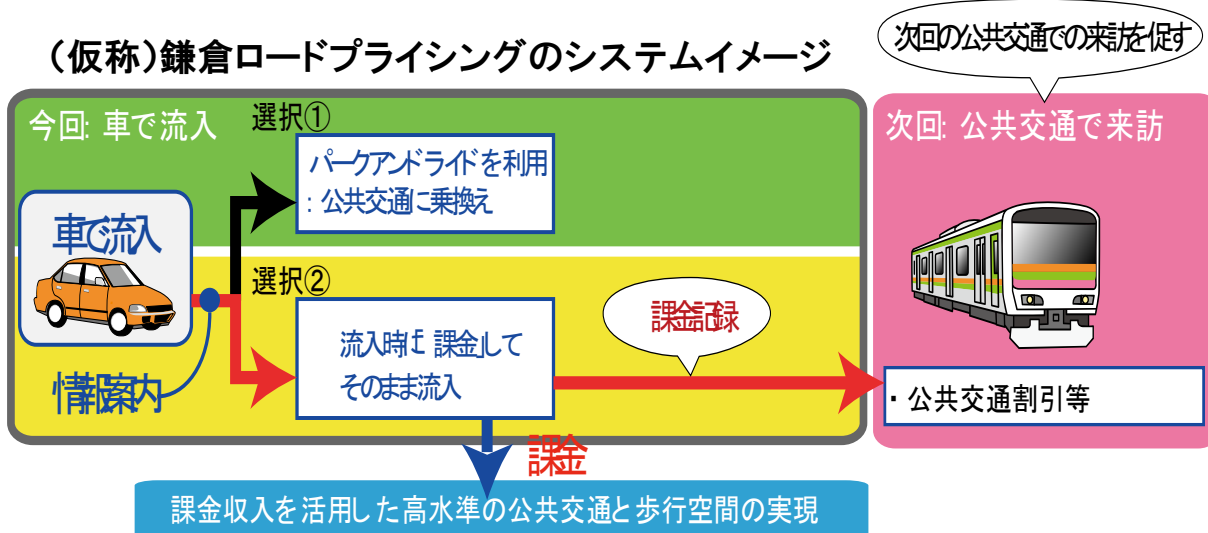 (仮称)鎌倉ロードプライシングのシステムイメージ
次回の公共交通での来訪を促す
今回: 車で流入
選択①
パークアンドライドを利用
: 公共交通に乗換え
次回: 公共交通で来訪
車で流入
選択②
流入時に課金して
そのまま流入
課金記録
情報案内
・公共交通割引等
課金
課金収入を活用した高水準の公共交通と歩行空間の実現